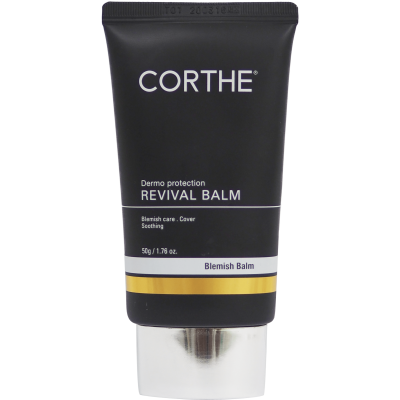 CORTHE®
Dermo protection
REVIVAL BALM
Blemish care . Cover
Soothing
50g / 1.76 oz.
Blemish Balm